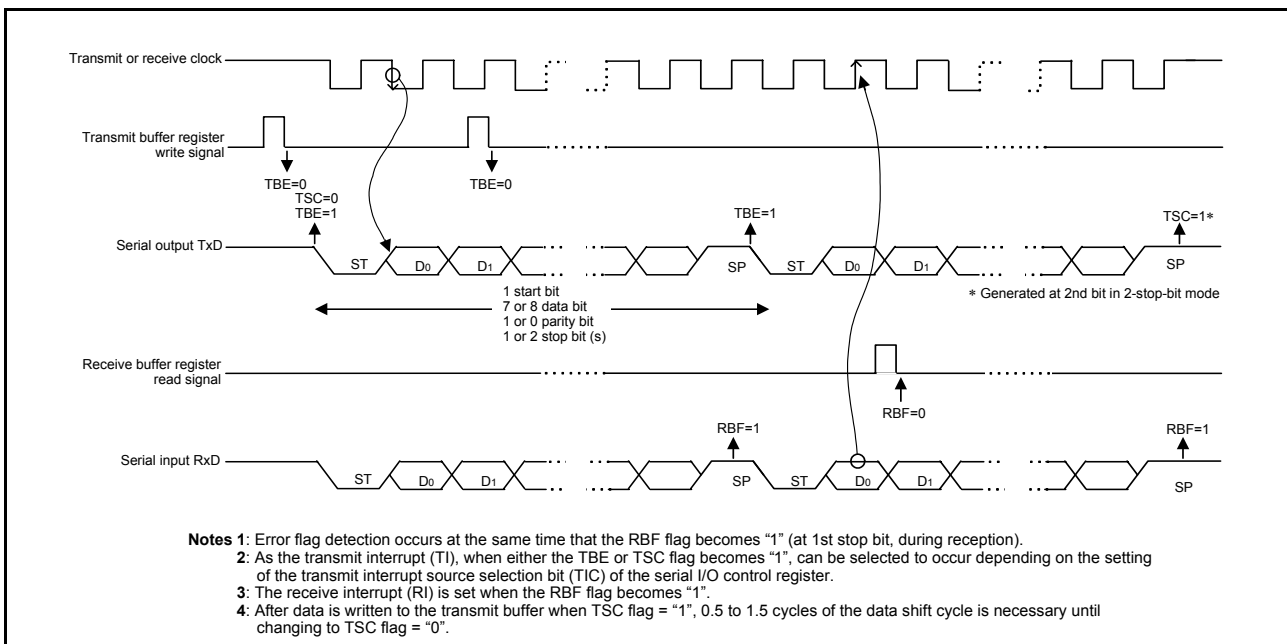 Transmit or receive clock
Transmit buffer register
write signal
TBE=0
TBE=0
TSC=0
TBE=1
TBE=1
TSC=1*
Serial output TxD
ST
D0
D1
SP
ST
D0
D1
SP
1 start bit
7 or 8 data bit
1 or 0 parity bit
1 or 2 stop bit (s)
* Generated at 2nd bit in 2-stop-bit mode
Receive buffer register
read signal
RBF=0
RBF=1
RBF=1
Serial input RxD
ST
D0
D1
SP
ST
D0
D1
SP
Notes 1: Error flag detection occurs at the same time that the RBF flag becomes “1” (at 1st stop bit, during reception).
2: As the transmit interrupt (TI), when either the TBE or TSC flag becomes “1”, can be selected to occur depending on the setting
of the transmit interrupt source selection bit (TIC) of the serial I/O control register.
3: The receive interrupt (RI) is set when the RBF flag becomes “1”.
4: After data is written to the transmit buffer when TSC flag = “1”, 0.5 to 1.5 cycles of the data shift cycle is necessary until
changing to TSC flag = “0”.